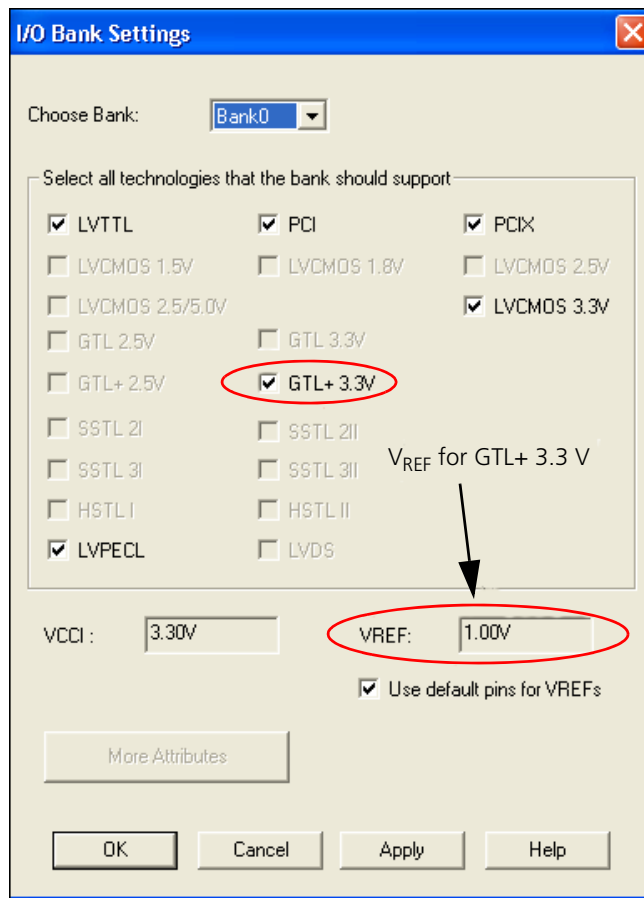 I/O Bank Settings
Choose Bank: Bank0
Select all technologies that the bank should support
LVTTL PCI PCIX
LVCMOS 1.5V LVCMOS 1.8V LVCMOS 2.5V
LVCMOS 2.5/5.0V LVCMOS 3.3V
GTL 2.5V GTL 3.3V
GTL+ 2.5V GTL+ 3.3V
SSTL 2I SSTL 2II
SSTL 3I SSTL 3II
VREF for GTL+ 3.3 V
HSTL I HSTL II
LVPECL LVDS
VCCI : 3.30V VREF: 1.00V
Use default pins for VREFs
More Attributes
OK Cancel Apply Help